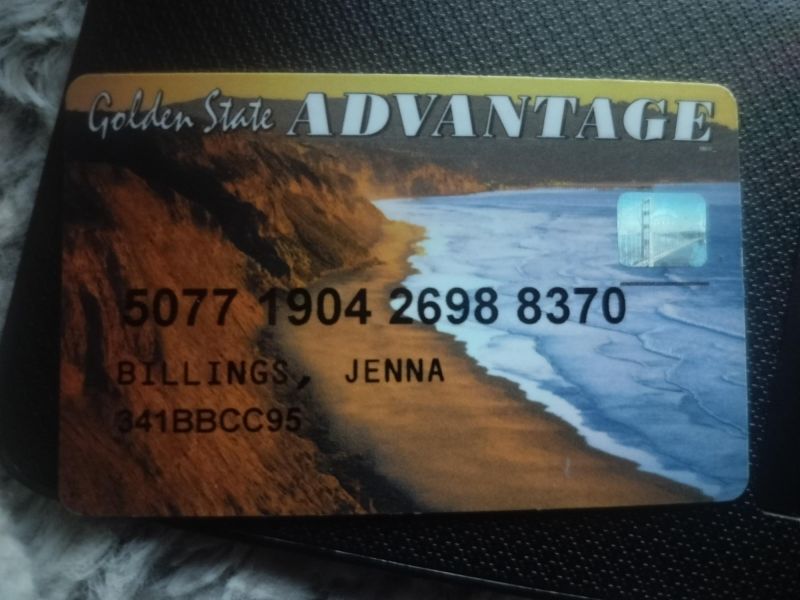 Golden State ADVANTAGE
5077 1904 2698 8370
BILLINGS, JENNA
341BBCC95